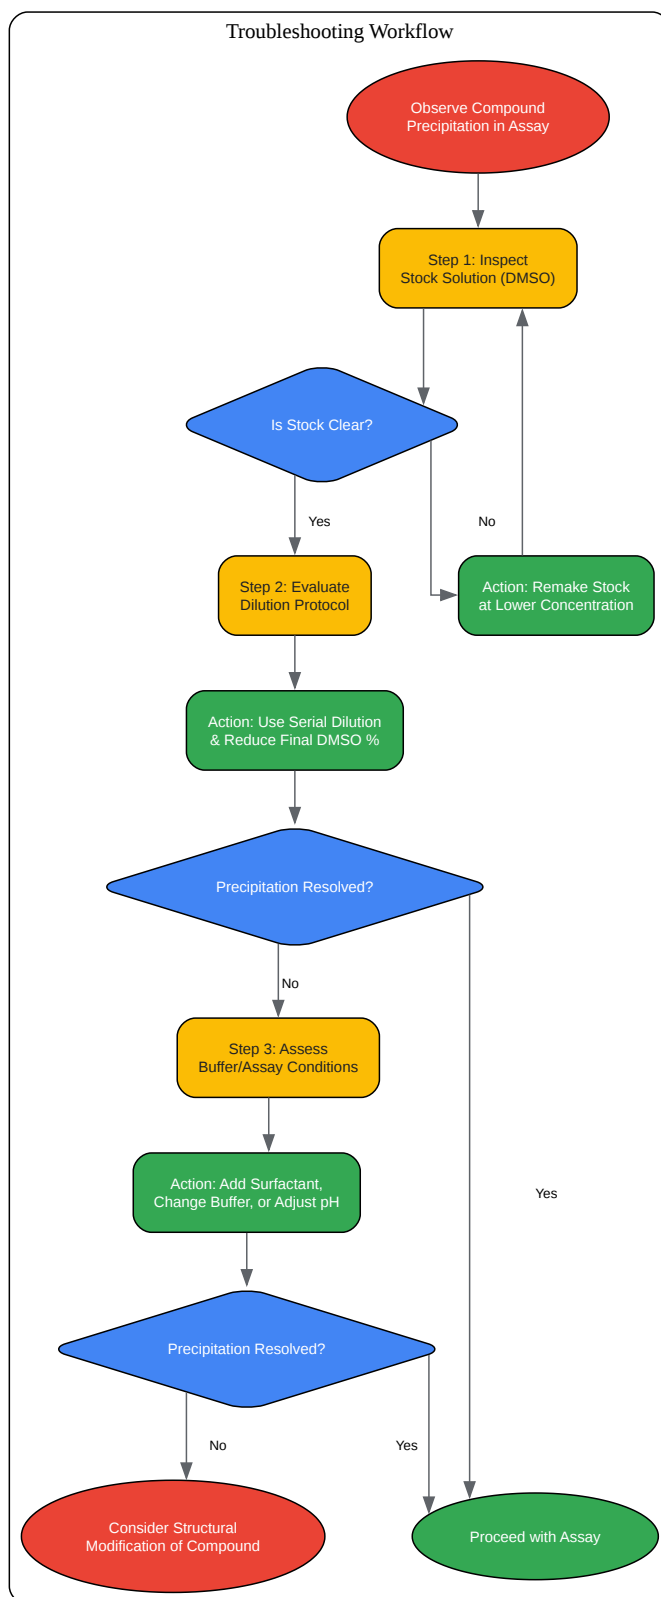 Troubleshooting Workflow
Observe Compound
Precipitation in Assay
Step 1: Inspect
Stock Solution (DMSO)
Is Stock Clear?
Yes
No
Step 2: Evaluate
Dilution Protocol
Action: Remake Stock
at Lower Concentration
Action: Use Serial Dilution
& Reduce Final DMSO %
Precipitation Resolved?
No
Step 3: Assess
Buffer/Assay Conditions
Action: Add Surfactant,
Change Buffer, or Adjust pH
Yes
Precipitation Resolved?
No
Yes
Consider Structural
Modification of Compound
Proceed with Assay